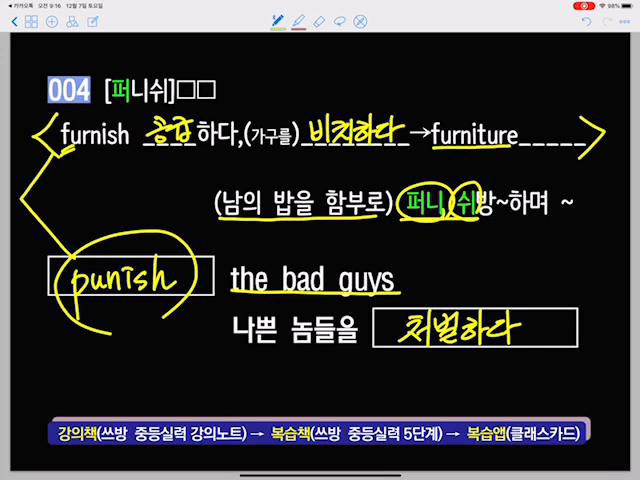 카카오톡 오전 9:16 12월 7일 토요일 98%
004 [퍼니쉬]□□
furnish 공급하다,(가구를) 비치하다→furniture_____
(남의 밥을 함부로) 퍼니, 쉬방~하며 ~
punish the bad guys
나쁜 놈들을 처벌하다
강의책(쓰방 중등실력 강의노트)→ 복습책(쓰방 중등실력 5단계)→ 복습앱(클래스카드)